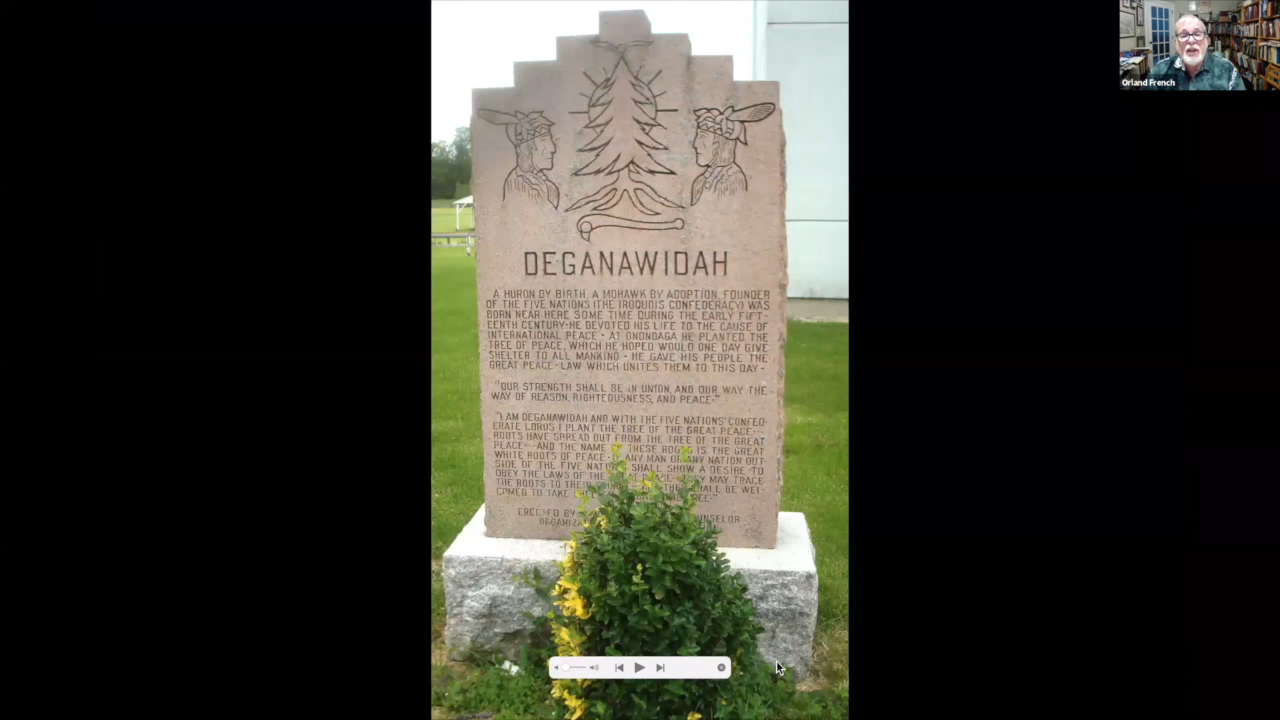 Orland French
DEGANAWIDAH
A HURON BY BIRTH, A MOHAWK BY ADOPTION, FOUNDER
OF THE FIVE NATIONS (THE IROQUOIS CONFEDERACY) WAS
BORN NEAR HERE SOME TIME DURING THE EARLY FIFT-
EENTH CENTURY·HE DEVOTED HIS LIFE TO THE CAUSE OF
INTERNATIONAL PEACE · AT ONONDAGA HE PLANTED THE
TREE OF PEACE, WHICH HE HOPED WOULD ONE DAY GIVE
SHELTER TO ALL MANKIND · HE GAVE HIS PEOPLE THE
GREAT PEACE-LAW WHICH UNITES THEM TO THIS DAY·
"OUR STRENGTH SHALL BE IN UNION, AND OUR WAY THE
WAY OF REASON, RIGHTEOUSNESS, AND PEACE·"
"I AM DEGANAWIDAH AND WITH THE FIVE NATIONS' CONFED-
ERATE LORDS I PLANT THE TREE OF THE GREAT PEACE···
ROOTS HAVE SPREAD OUT FROM THE TREE OF THE GREAT
PEACE···AND THE NAME THESE ROOTS IS THE GREAT
WHITE ROOTS OF PEACE· ANY MAN OR ANY NATION OUT-
SIDE OF THE FIVE SHALL SHOW A DESIRE TO
OBEY THE LAWS OF THE MAY TRACE
THE ROOTS TO THEIR SHALL BE WEL-
COMED TO TAKE
ERECTED BY